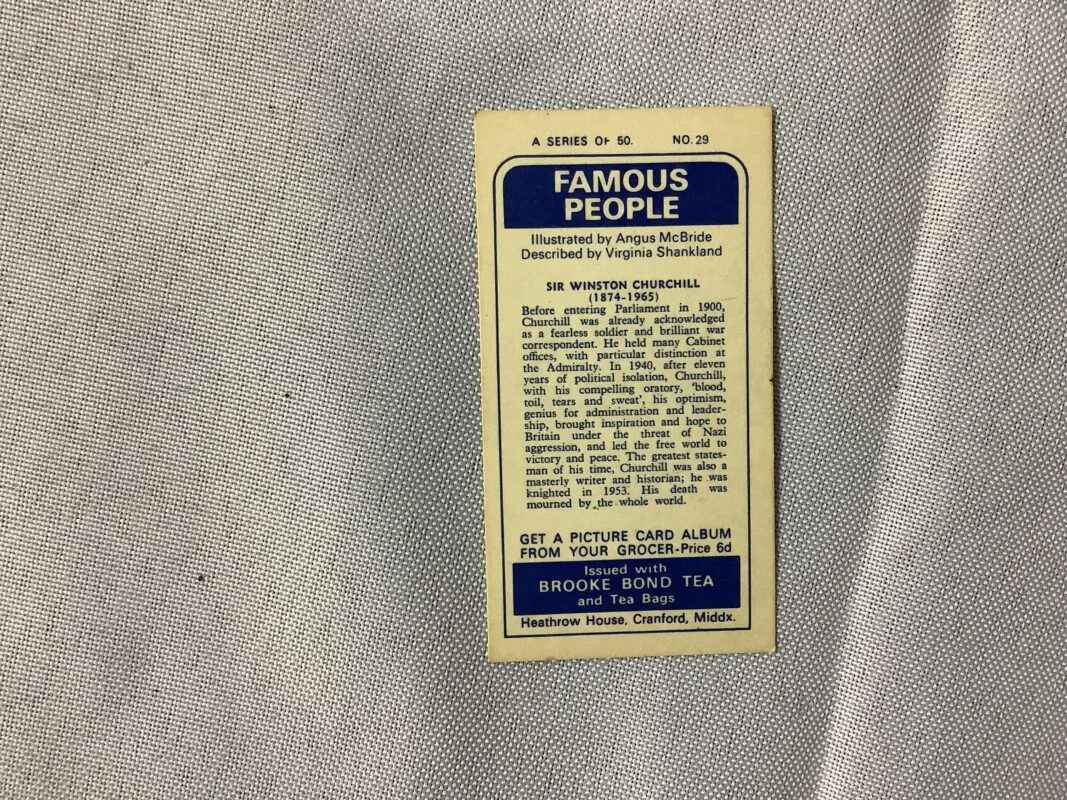 A SERIES OF 50. NO. 29
FAMOUS
PEOPLE
Illustrated by Angus McBride
Described by Virginia Shankland
SIR WINSTON CHURCHILL
(1874-1965)
Before entering Parliament in 1900,
Churchill was already acknowledged
as a fearless soldier and brilliant war
correspondent. He held many Cabinet
offices, with particular distinction at
the Admiralty. In 1940, after eleven
years of political isolation, Churchill,
with his compelling oratory, 'blood,
toil, tears and sweat', his optimism,
genius for administration and leader-
ship, brought inspiration and hope to
Britain under the threat of Nazi
aggression, and led the free world to
victory and peace. The greatest states-
man of his time, Churchill was also a
masterly writer and historian; he was
knighted in 1953. His death was
mourned by the whole world.
GET A PICTURE CARD ALBUM
FROM YOUR GROCER-Price 6d
Issued with
BROOKE BOND TEA
and Tea Bags
Heathrow House, Cranford, Middx.